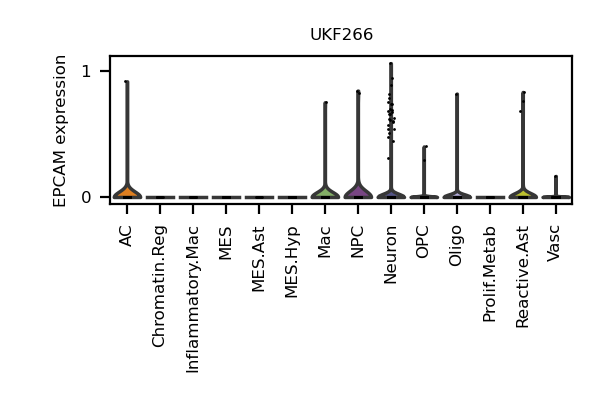 UKF266
EPCAM expression
1
0
AC
Chromatin.Reg
Inflammatory.Mac
MES
MES.Ast
MES.Hyp
Mac
NPC
Neuron
OPC
Oligo
Prolif.Metab
Reactive.Ast
Vasc